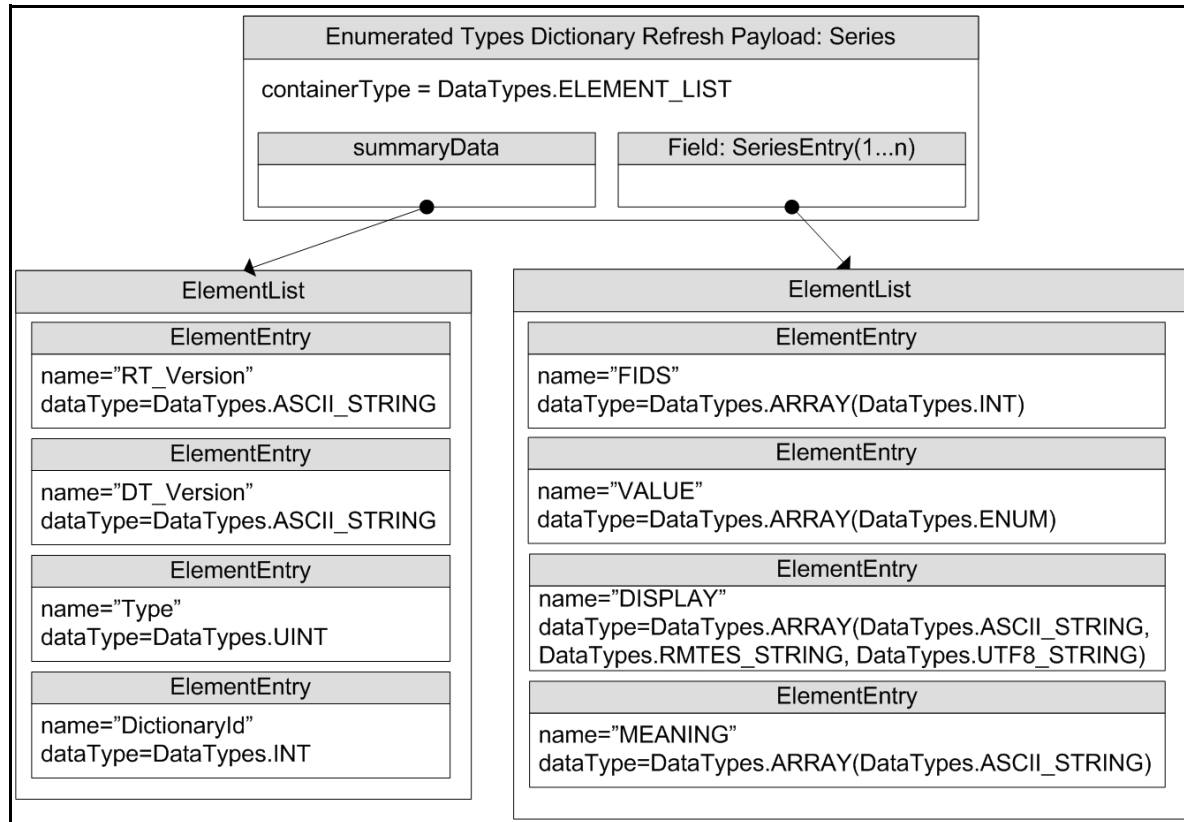 Enumerated Types Dictionary Refresh Payload: Series
containerType = DataTypes.ELEMENT_LIST
summaryData
Field: SeriesEntry(1...n)
ElementList
ElementEntry
name=”RT_Version”
dataType=DataTypes.ASCII_STRING
ElementEntry
name=”DT_Version”
dataType=DataTypes.ASCII_STRING
ElementEntry
name=”Type”
dataType=DataTypes.UINT
ElementEntry
name=”DictionaryId”
dataType=DataTypes.INT
ElementList
ElementEntry
name=”FIDS”
dataType=DataTypes.ARRAY(DataTypes.INT)
ElementEntry
name=”VALUE”
dataType=DataTypes.ARRAY(DataTypes.ENUM)
ElementEntry
name=”DISPLAY”
dataType=DataTypes.ARRAY(DataTypes.ASCII_STRING,
DataTypes.RMTES_STRING, DataTypes.UTF8_STRING)
ElementEntry
name=”MEANING”
dataType=DataTypes.ARRAY(DataTypes.ASCII_STRING)